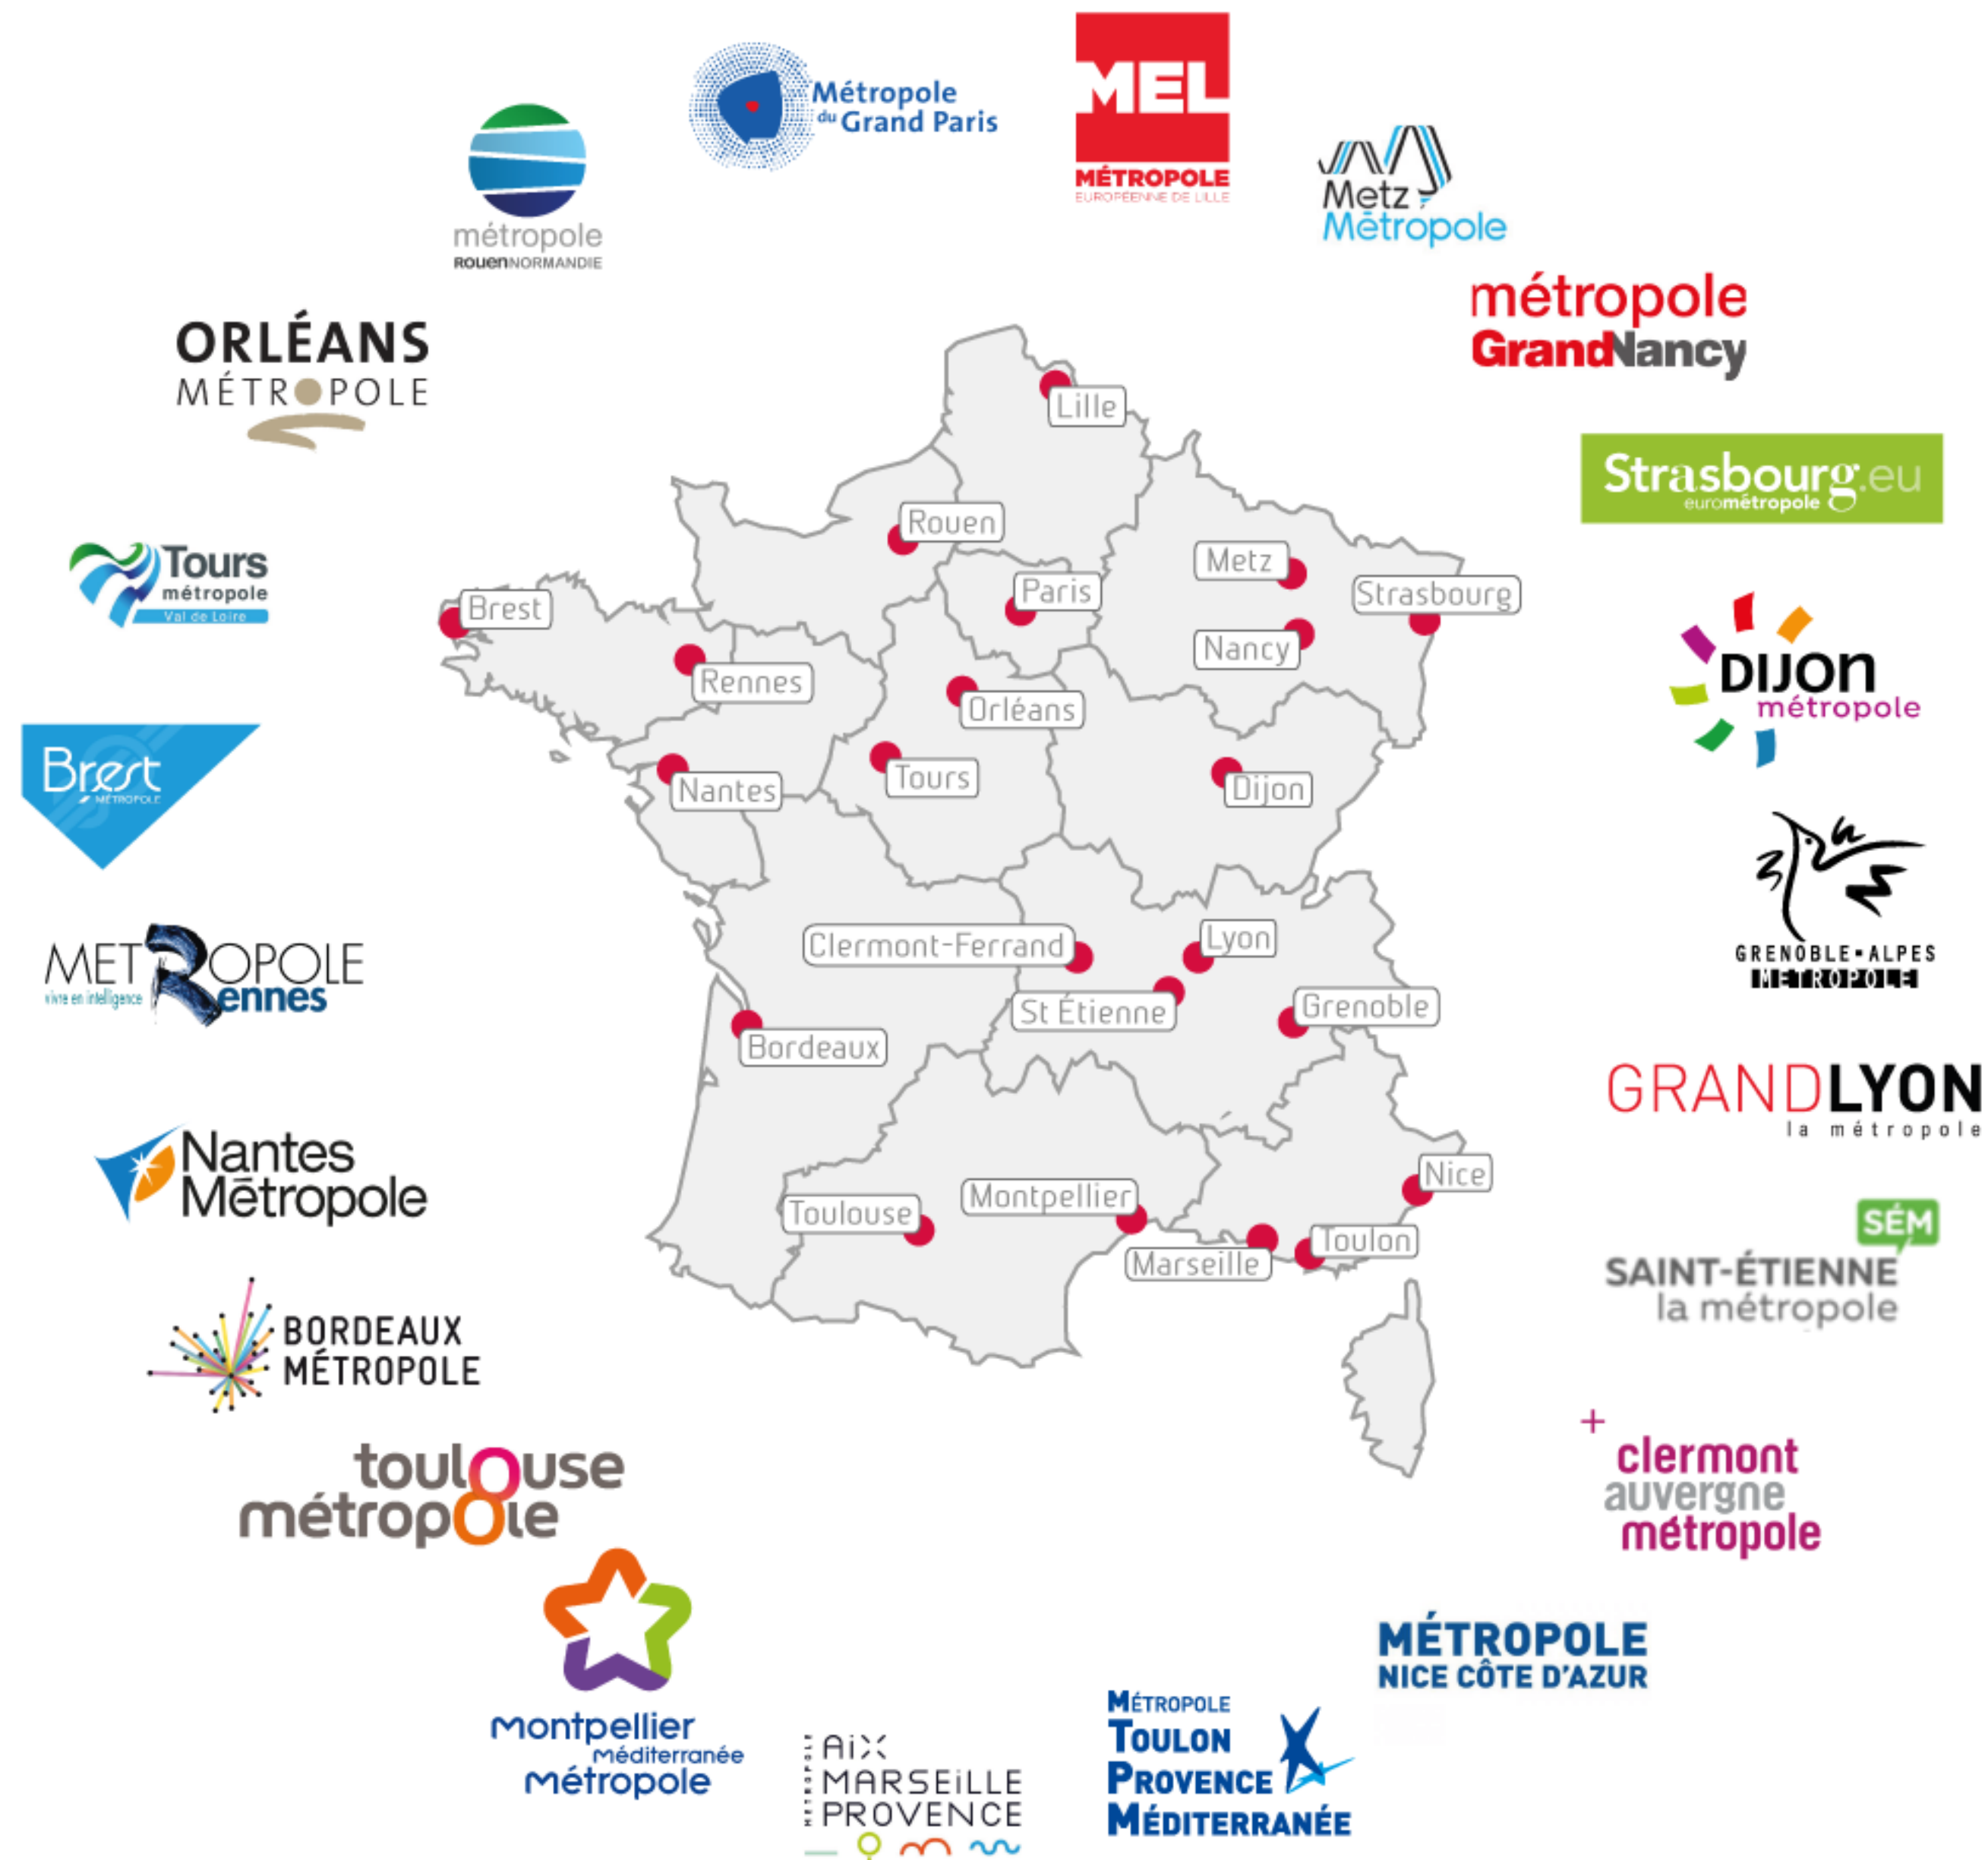 Métropole
du Grand Paris
MEL
MÉTROPOLE
EUROPÉENNE DE LILLE
métropole
ROUENNORMANDIE
Metz
Métropole
métropole
GrandNancy
ORLÉANS
MÉTROPOLE
Strasbourg.eu
eurométropole
Tours
métropole
Val de Loire
DIJON
métropole
Brest
MÉTROPOLE
GRENOBLE-ALPES
METROPOLE
METROPOLE
vivre en intelligence
Rennes
GRANDLYON
la métropole
Nantes
Métropole
SÉM
SAINT-ÉTIENNE
la métropole
BORDEAUX
MÉTROPOLE
+
clermont
auvergne
métropole
toulouse
métropole
montpellier
méditerranée
métropole
MÉTROPOLE
NICE CÔTE D'AZUR
MÉTROPOLE
TOULON
PROVENCE
MÉDITERRANÉE
METROPOLE
AiX
MARSEiLLE
PROVENCE
Lille
Rouen
Metz
Paris
Strasbourg
Brest
Nancy
Rennes
Orléans
Tours
Nantes
Dijon
Clermont-Ferrand
Lyon
St Étienne
Grenoble
Bordeaux
Nice
Montpellier
Toulouse
Toulon
Marseille